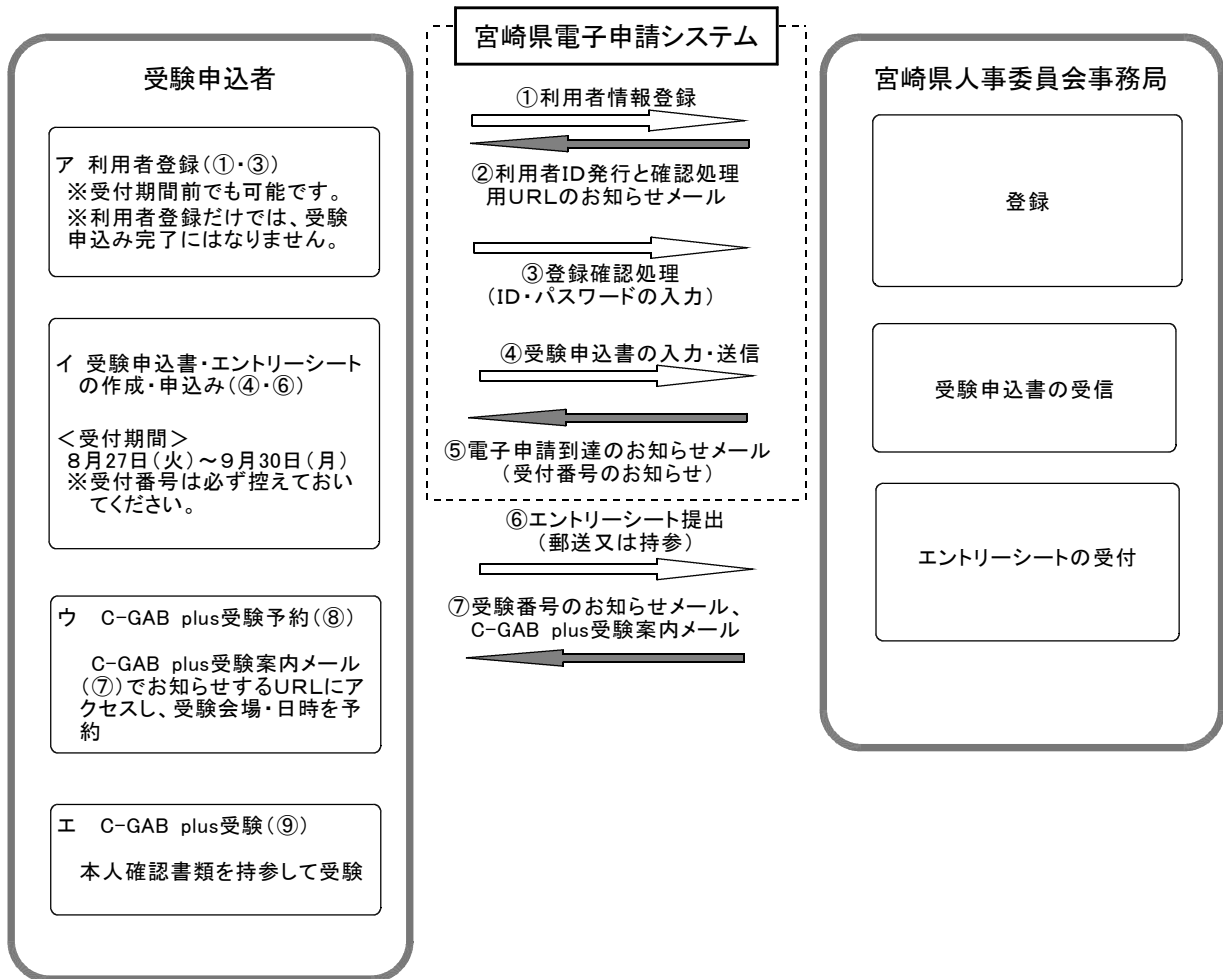 宮崎県電子申請システム
受験申込者
ア 利用者登録(①・③)
※受付期間前でも可能です。
※利用者登録だけでは、受験
申込み完了にはなりません。
イ 受験申込書・エントリーシート
の作成・申込み(④・⑥)
<受付期間>
8月27日(火)~9月30日(月)
※受付番号は必ず控えておい
てください。
ウ C-GAB plus受験予約(⑧)
C-GAB plus受験案内メール
(⑦)でお知らせするURLにア
クセスし、受験会場・日時を予
約
エ C-GAB plus受験(⑨)
本人確認書類を持参して受験
①利用者情報登録
②利用者ID発行と確認処理
用URLのお知らせメール
③登録確認処理
(ID・パスワードの入力)
④受験申込書の入力・送信
⑤電子申請到達のお知らせメール
(受付番号のお知らせ)
⑥エントリーシート提出
(郵送又は持参)
⑦受験番号のお知らせメール、
C-GAB plus受験案内メール
宮崎県人事委員会事務局
登録
受験申込書の受信
エントリーシートの受付